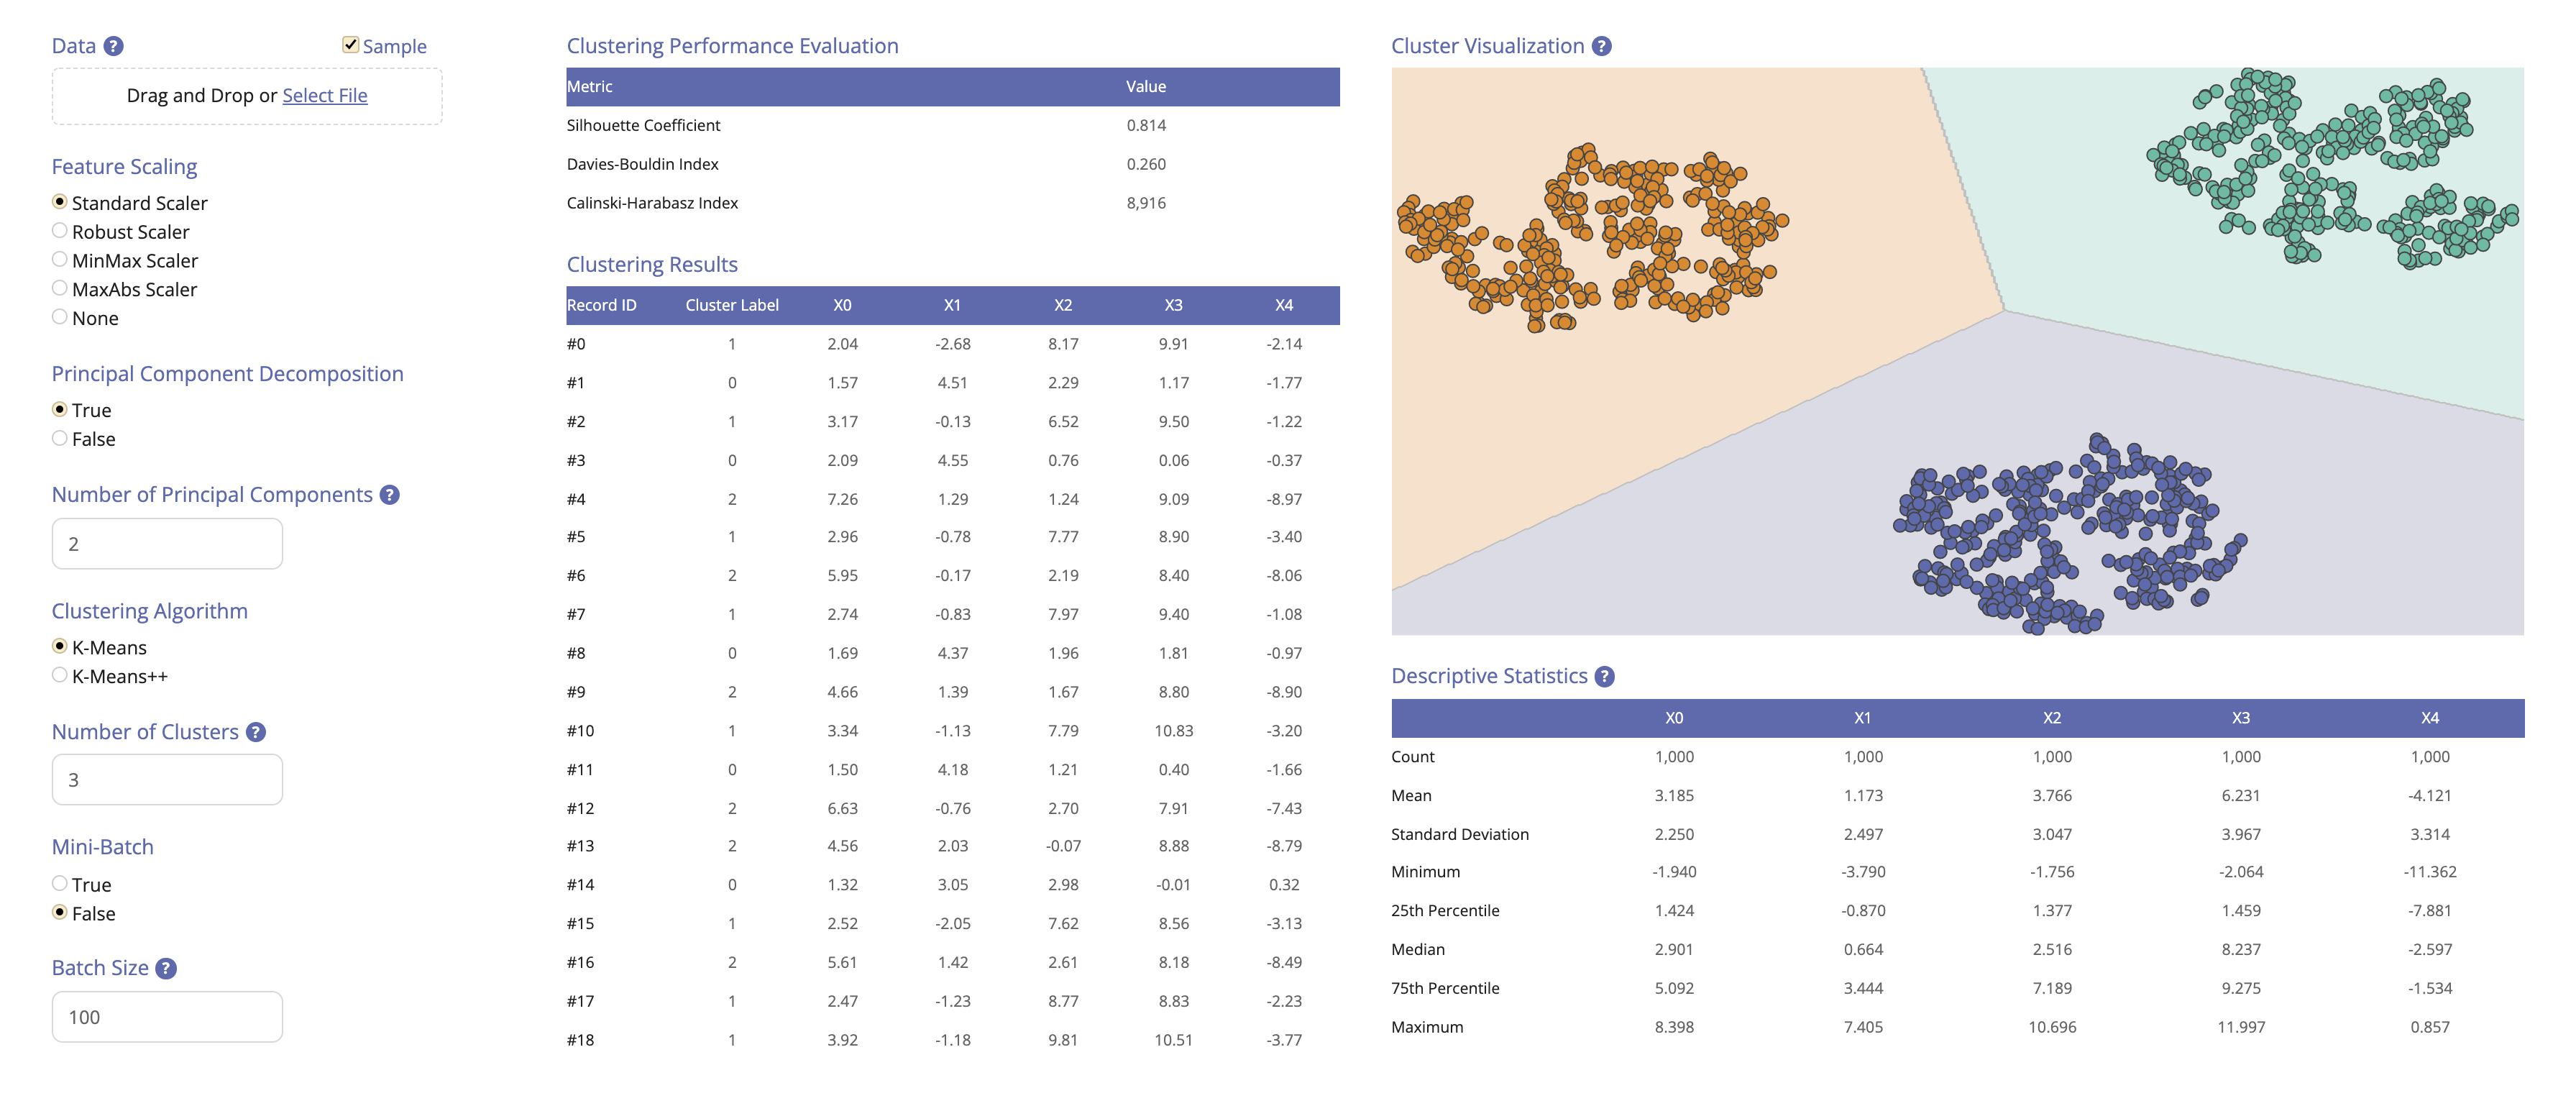 Data ?
Sample
Drag and Drop or Select File
Feature Scaling
Standard Scaler
Robust Scaler
MinMax Scaler
MaxAbs Scaler
None
Principal Component Decomposition
True
False
Number of Principal Components ?
2
Clustering Algorithm
K-Means
K-Means++
Number of Clusters ?
3
Mini-Batch
True
False
Batch Size ?
100
Clustering Performance Evaluation
Metric Value
Silhouette Coefficient 0.814
Davies-Bouldin Index 0.260
Calinski-Harabasz Index 8,916
Clustering Results
Record ID Cluster Label X0 X1 X2 X3 X4
#0 1 2.04 -2.68 8.17 9.91 -2.14
#1 0 1.57 4.51 2.29 1.17 -1.77
#2 1 3.17 -0.13 6.52 9.50 -1.22
#3 0 2.09 4.55 0.76 0.06 -0.37
#4 2 7.26 1.29 1.24 9.09 -8.97
#5 1 2.96 -0.78 7.77 8.90 -3.40
#6 2 5.95 -0.17 2.19 8.40 -8.06
#7 1 2.74 -0.83 7.97 9.40 -1.08
#8 0 1.69 4.37 1.96 1.81 -0.97
#9 2 4.66 1.39 1.67 8.80 -8.90
#10 1 3.34 -1.13 7.79 10.83 -3.20
#11 0 1.50 4.18 1.21 0.40 -1.66
#12 2 6.63 -0.76 2.70 7.91 -7.43
#13 2 4.56 2.03 -0.07 8.88 -8.79
#14 0 1.32 3.05 2.98 -0.01 0.32
#15 1 2.52 -2.05 7.62 8.56 -3.13
#16 2 5.61 1.42 2.61 8.18 -8.49
#17 1 2.47 -1.23 8.77 8.83 -2.23
#18 1 3.92 -1.18 9.81 10.51 -3.77
Cluster Visualization ?
Descriptive Statistics ?
X0 X1 X2 X3 X4
Count 1,000 1,000 1,000 1,000 1,000
Mean 3.185 1.173 3.766 6.231 -4.121
Standard Deviation 2.250 2.497 3.047 3.967 3.314
Minimum -1.940 -3.790 -1.756 -2.064 -11.362
25th Percentile 1.424 -0.870 1.377 1.459 -7.881
Median 2.901 0.664 2.516 8.237 -2.597
75th Percentile 5.092 3.444 7.189 9.275 -1.534
Maximum 8.398 7.405 10.696 11.997 0.857